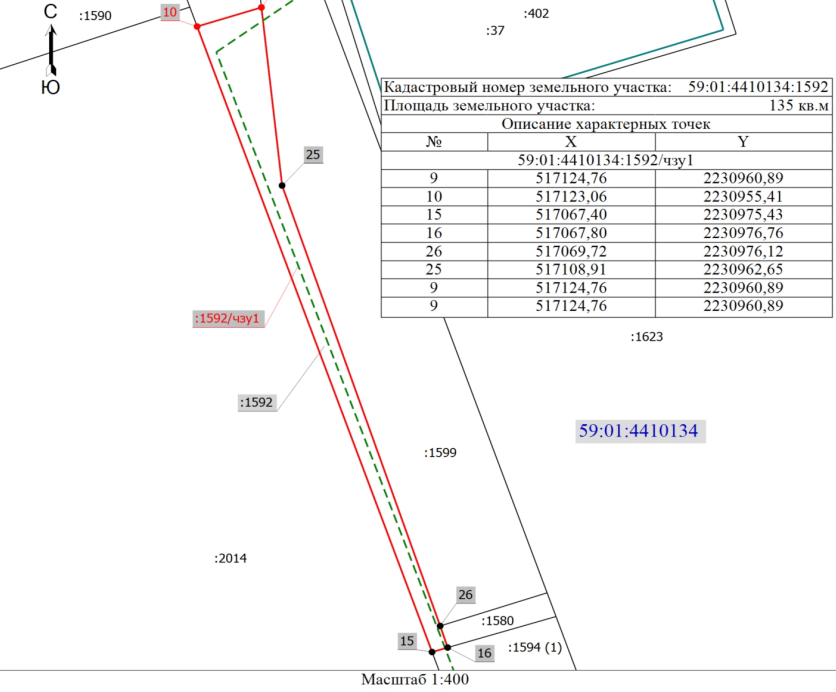 С
Ю
:1590
10
:402
:37
Кадастровый номер земельного участка: 59:01:4410134:1592
Площадь земельного участка: 135 кв.м
Описание характерных точек
№ X Y
59:01:4410134:1592/чзу1
9 517124,76 2230960,89
10 517123,06 2230955,41
15 517067,40 2230975,43
16 517067,80 2230976,76
26 517069,72 2230976,12
25 517108,91 2230962,65
9 517124,76 2230960,89
9 517124,76 2230960,89
25
:1592/чзу1
:1623
:1592
59:01:4410134
:1599
:2014
26
:1580
15
16
:1594 (1)
Масштаб 1:400